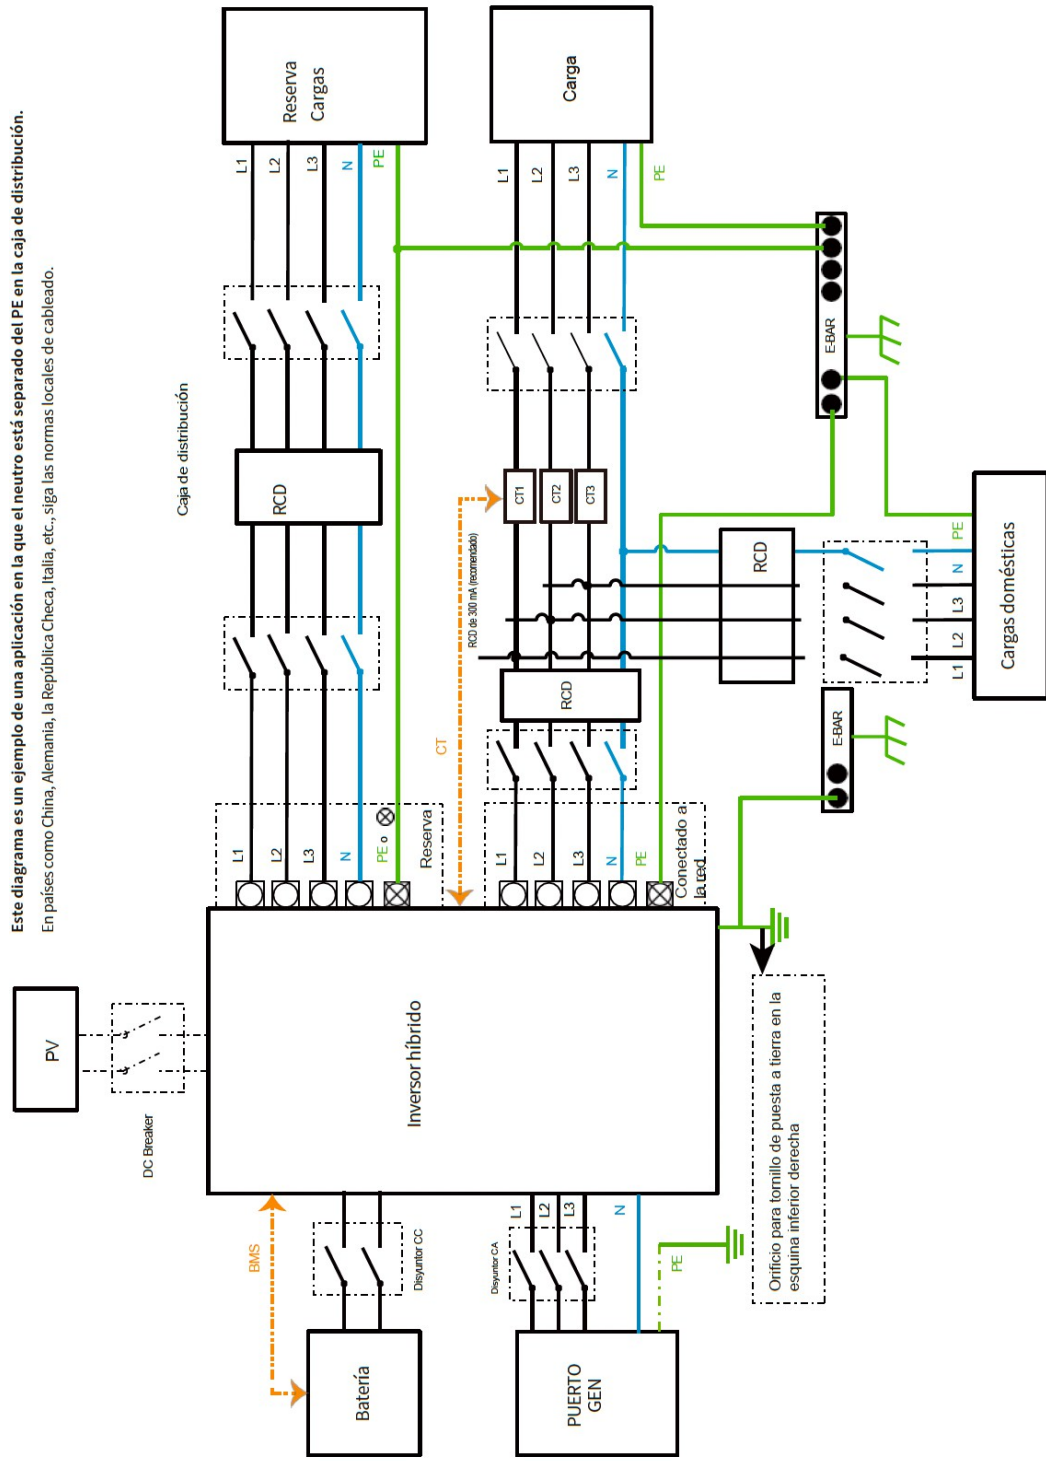 Este diagrama es un ejemplo de una aplicación en la que el neutro está separado del PE en la caja de distribución.
En países como China, Alemania, la República Checa, Italia, etc., siga las normas locales de cableado.
PV
DC Breaker
Batería
BMS
Disyuntor CC
PUERTO
GEN
Disyuntor CA
L1
L2
L3
N
PE
Inversor híbrido
Orificio para tornillo de puesta a tierra en la
esquina inferior derecha
L1
L2
L3
N
PE o
Reserva
Caja de distribución
RCD
L1
L2
L3
N
PE
Reserva
Cargas
CT
L1
L2
L3
N
PE
Conectado a
la red
RCD
RCD de 300 mA (recomendado)
CT1
CT2
CT3
L1
L2
L3
N
PE
Carga
RCD
E-BAR
E-BAR
L1
L2
L3
N
PE
Cargas domésticas